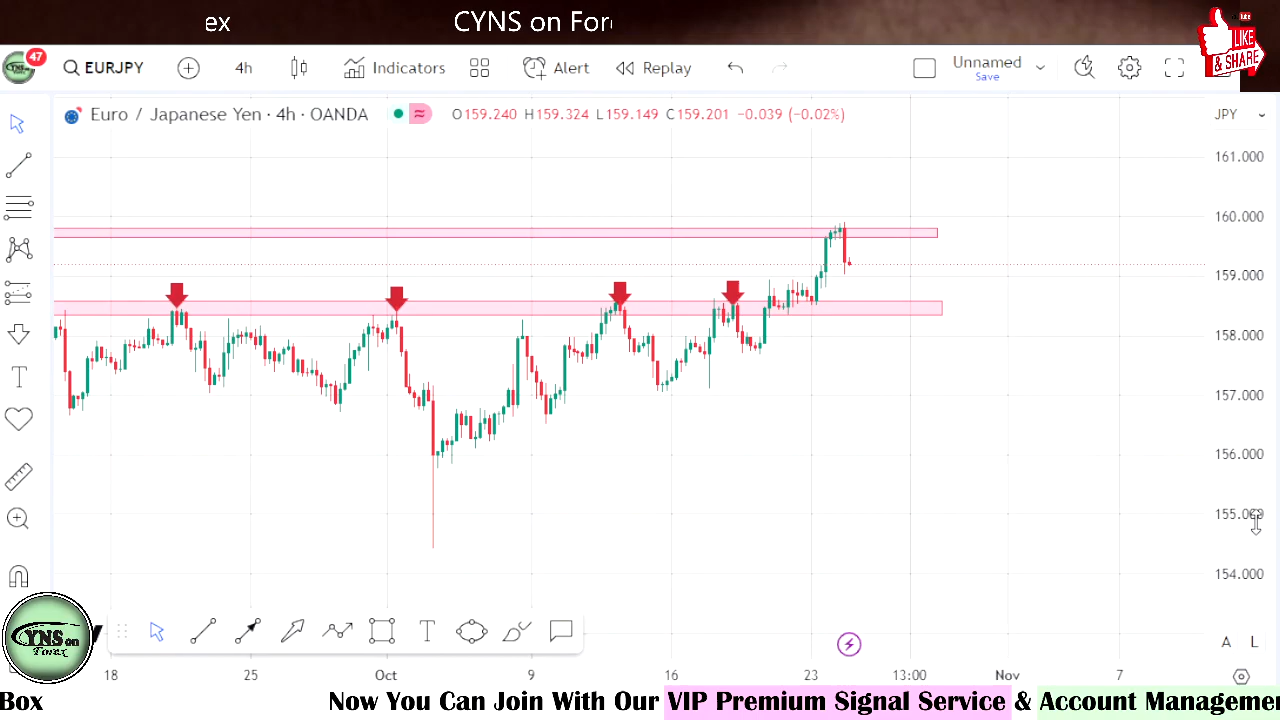 ex CYNS on For
LIKE
& SHARE
47
EURJPY
4h
Indicators
Alert
Replay
Unnamed
Save
Euro / Japanese Yen · 4h · OANDA
O159.240 H159.324 L159.149 C159.201 −0.039 (−0.02%)
JPY
161.000
160.000
159.000
158.000
157.000
156.000
155.000
154.000
A L
T
T
CYNS on
Forex
18 25 Oct 9 16 23 13:00 Nov 7
Box Now You Can Join With Our VIP Premium Signal Service & Account Manageme